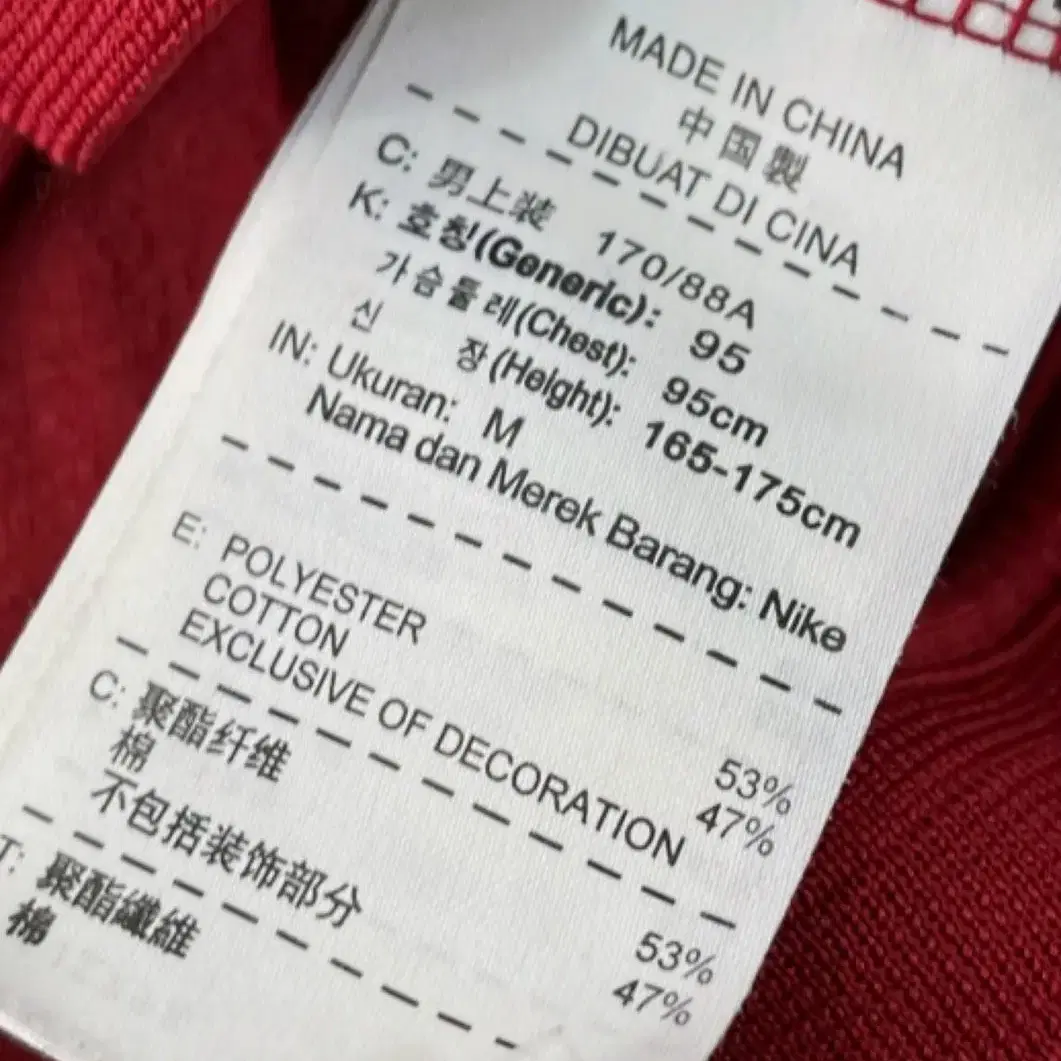 MADE IN CHINA
中国製
DIBUAT DI CINA
C: 男上装 170/88A
K: 호칭(Generic): 95
가슴둘레(Chest): 95cm
신 장(Height): 165-175cm
IN: Ukuran: M
Nama dan Merek Barang: Nike
E: POLYESTER 53%
COTTON 47%
EXCLUSIVE OF DECORATION
C: 聚酯纤维 53%
棉 47%
不包括装饰部分
T: 聚酯纖維
棉